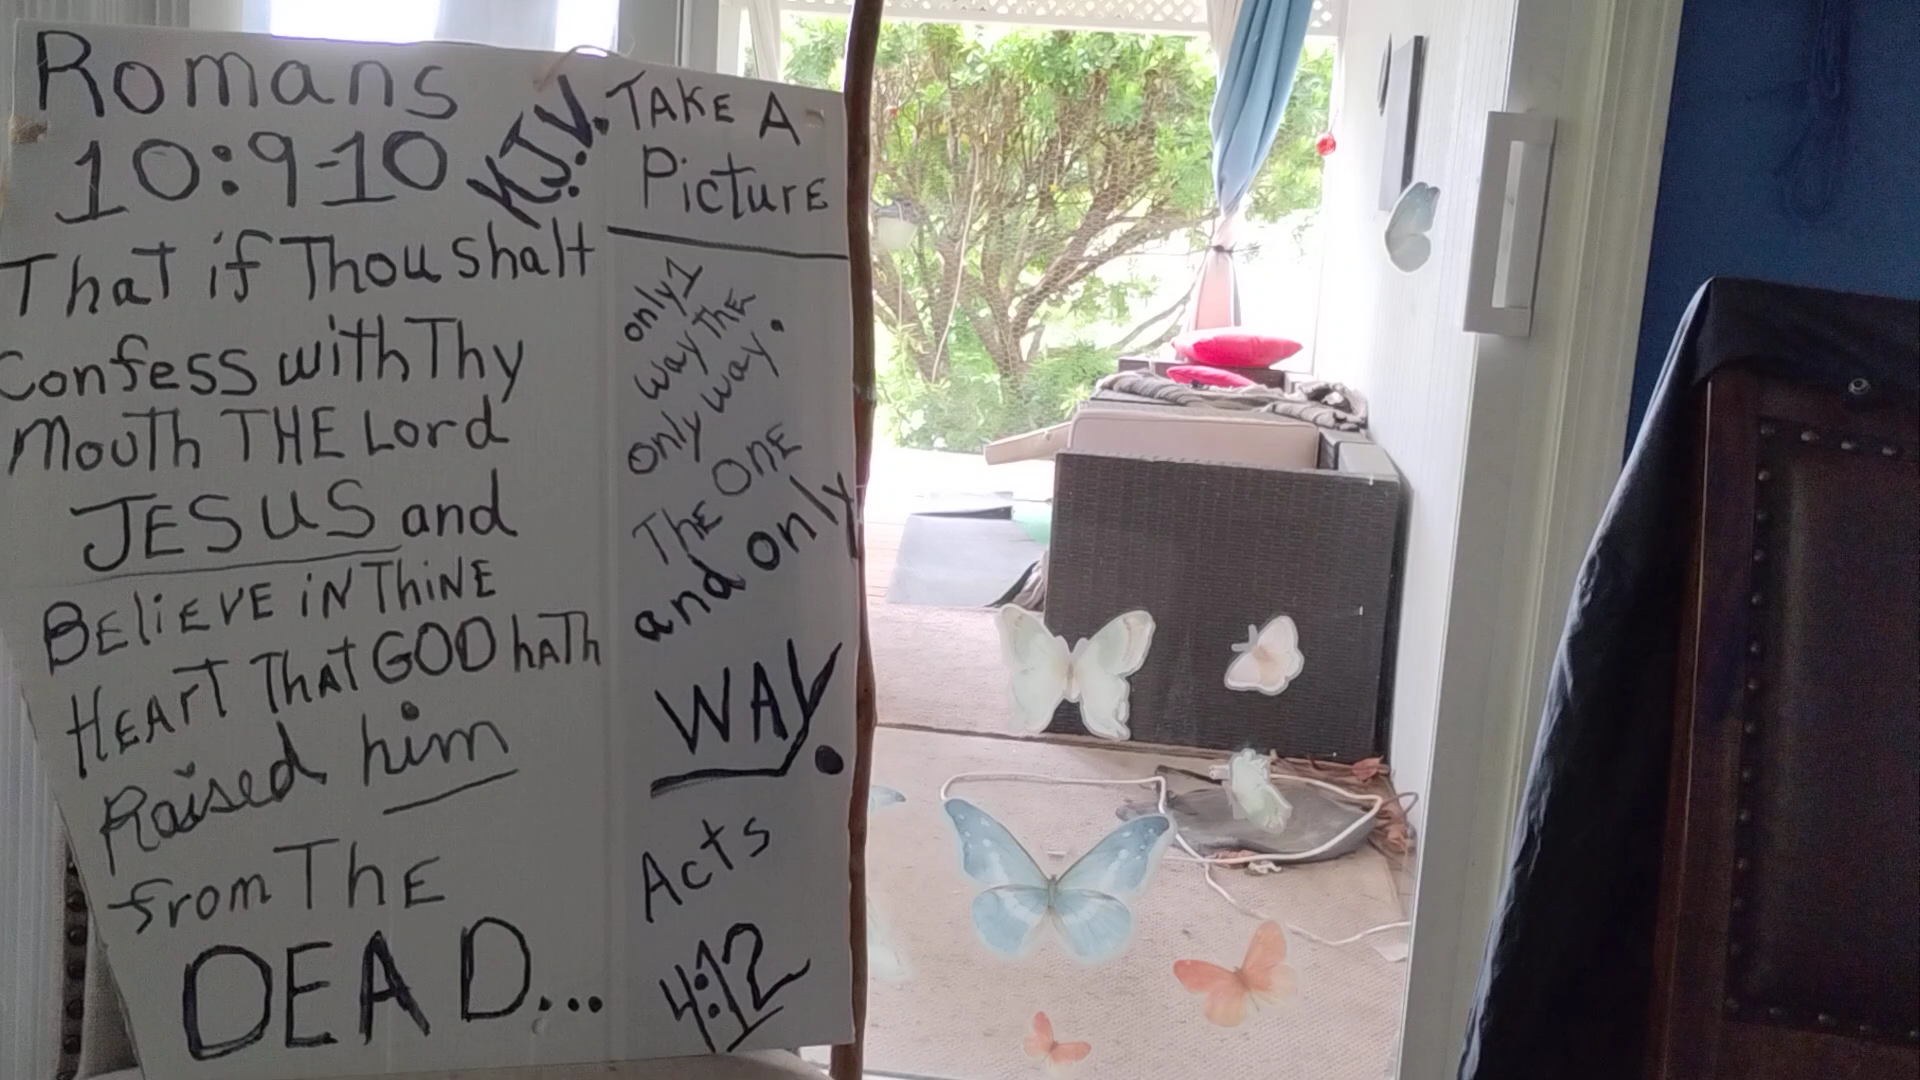 Romans
10:9-10
K.J.V.
That if Thou shalt
Confess with Thy
Mouth THE Lord
JESUS and
BELiEVE iN ThiNE
HEART That GOD hath
Raised him
from ThE
DEAD...
TAKE A
PicturE
only 1
way ThE
only way.
ThE ONE
and only
WAY.
Acts
4:12